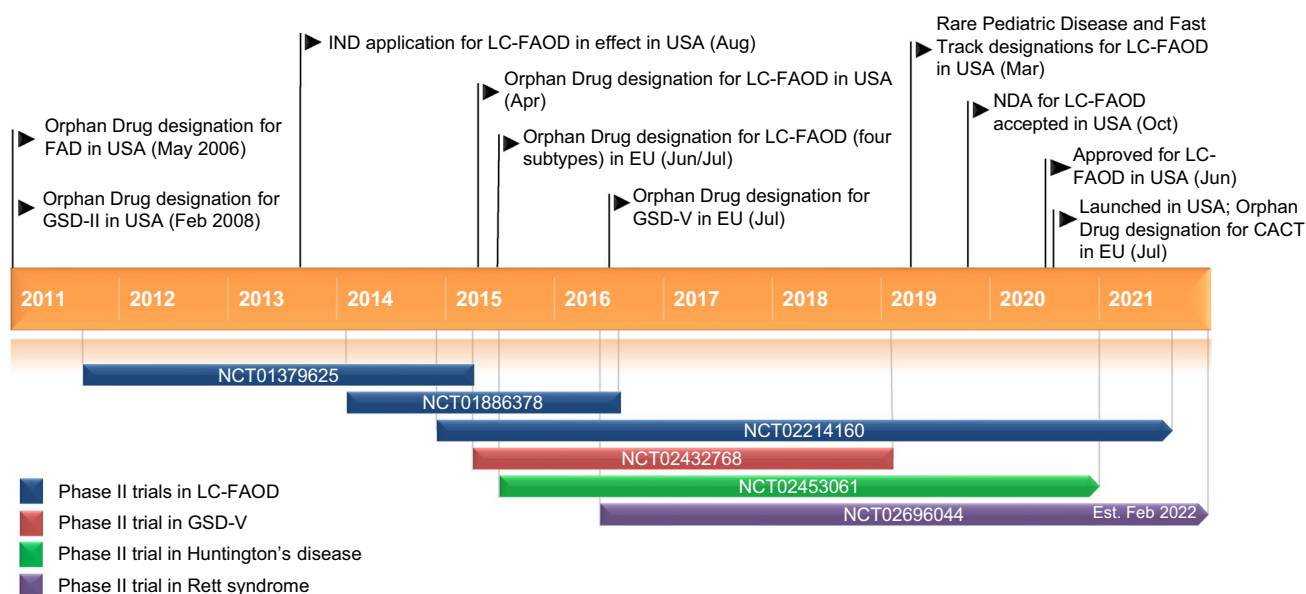 IND application for LC-FAOD in effect in USA (Aug)
Rare Pediatric Disease and Fast
Track designations for LC-FAOD
in USA (Mar)
Orphan Drug designation for LC-FAOD in USA
(Apr)
NDA for LC-FAOD
accepted in USA (Oct)
Orphan Drug designation for
FAD in USA (May 2006)
Orphan Drug designation for LC-FAOD (four
subtypes) in EU (Jun/Jul)
Approved for LC-
FAOD in USA (Jun)
Orphan Drug designation for
GSD-II in USA (Feb 2008)
Orphan Drug designation for
GSD-V in EU (Jul)
Launched in USA; Orphan
Drug designation for CACT
in EU (Jul)
2011 2012 2013 2014 2015 2016 2017 2018 2019 2020 2021
NCT01379625
NCT01886378
NCT02214160
NCT02432768
NCT02453061
NCT02696044 Est. Feb 2022
Phase II trials in LC-FAOD
Phase II trial in GSD-V
Phase II trial in Huntington's disease
Phase II trial in Rett syndrome